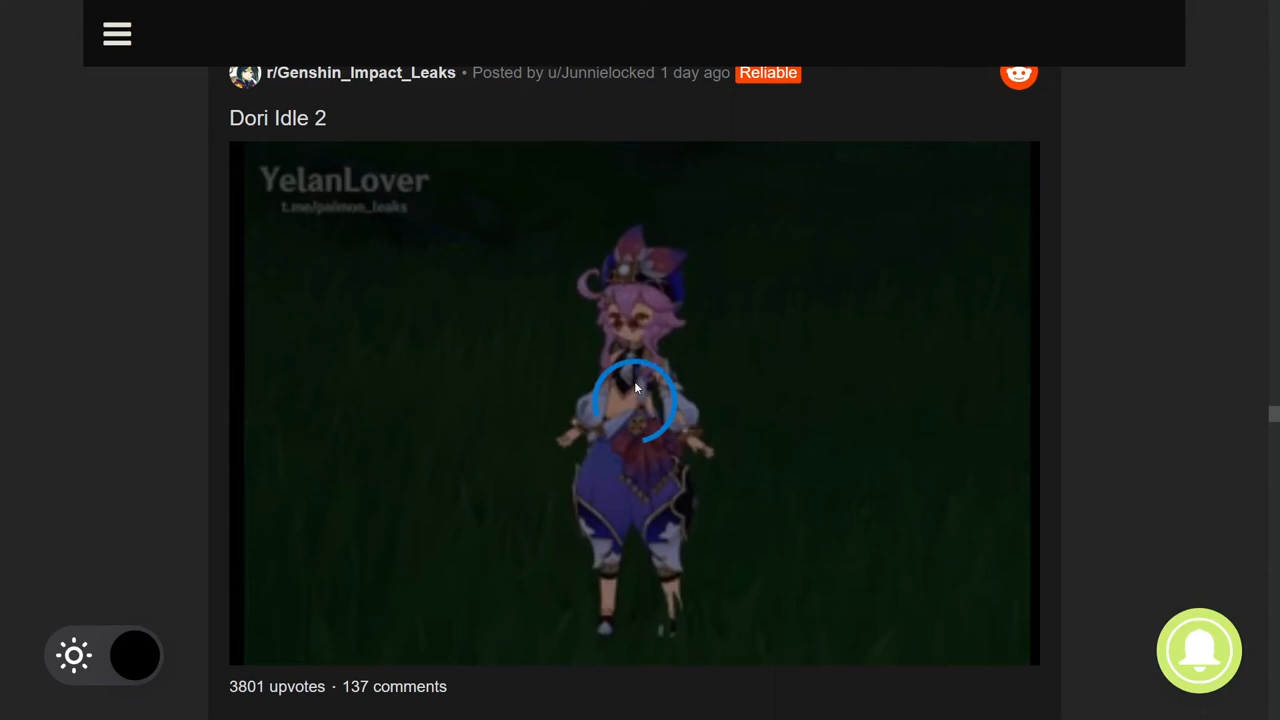 r/Genshin_Impact_Leaks • Posted by u/Junnielocked 1 day ago Reliable
Dori Idle 2
YelanLover
t.me/paimon_leaks
3801 upvotes · 137 comments